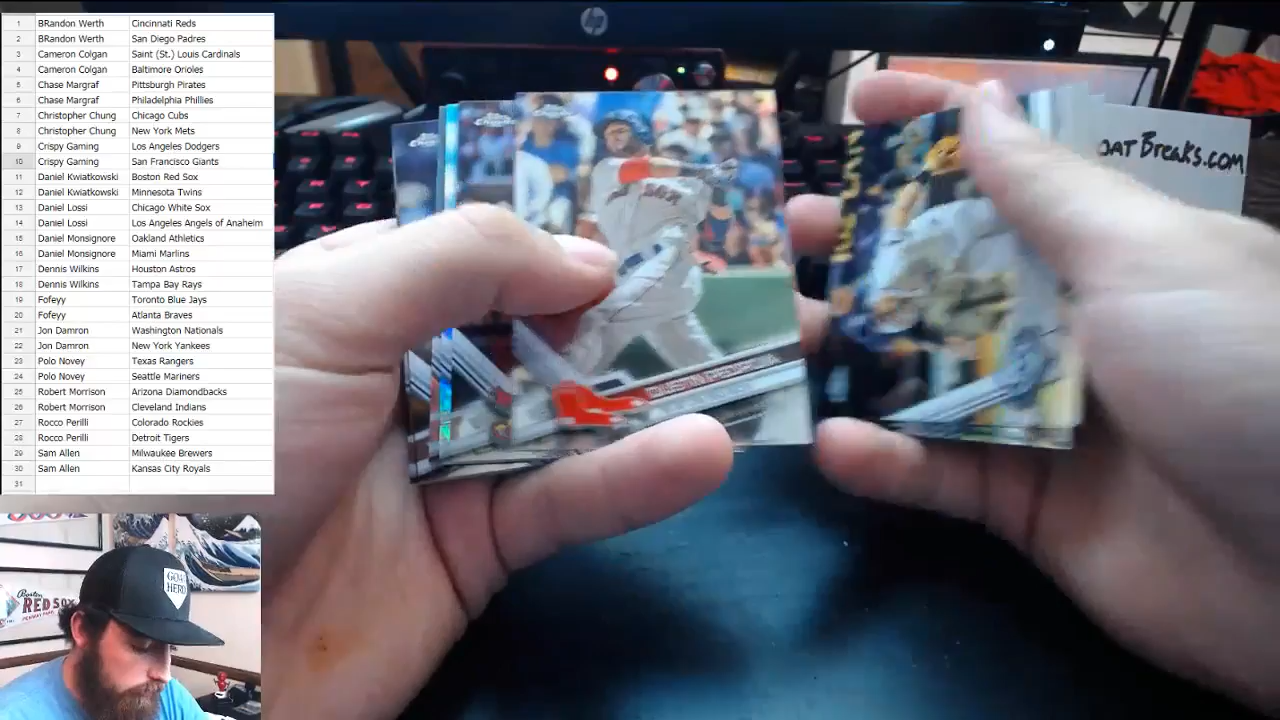 1 BRandon Werth Cincinnati Reds
2 BRandon Werth San Diego Padres
3 Cameron Colgan Saint (St.) Louis Cardinals
4 Cameron Colgan Baltimore Orioles
5 Chase Margraf Pittsburgh Pirates
6 Chase Margraf Philadelphia Phillies
7 Christopher Chung Chicago Cubs
8 Christopher Chung New York Mets
9 Crispy Gaming Los Angeles Dodgers
10 Crispy Gaming San Francisco Giants
11 Daniel Kwiatkowski Boston Red Sox
12 Daniel Kwiatkowski Minnesota Twins
13 Daniel Lossi Chicago White Sox
14 Daniel Lossi Los Angeles Angels of Anaheim
15 Daniel Monsignore Oakland Athletics
16 Daniel Monsignore Miami Marlins
17 Dennis Wilkins Houston Astros
18 Dennis Wilkins Tampa Bay Rays
19 Fofeyy Toronto Blue Jays
20 Fofeyy Atlanta Braves
21 Jon Damron Washington Nationals
22 Jon Damron New York Yankees
23 Polo Novey Texas Rangers
24 Polo Novey Seattle Mariners
25 Robert Morrison Arizona Diamondbacks
26 Robert Morrison Cleveland Indians
27 Rocco Perilli Colorado Rockies
28 Rocco Perilli Detroit Tigers
29 Sam Allen Milwaukee Brewers
30 Sam Allen Kansas City Royals
31
hp
oatBreaks.com
Boston
RED SOX
GOAT
HERD